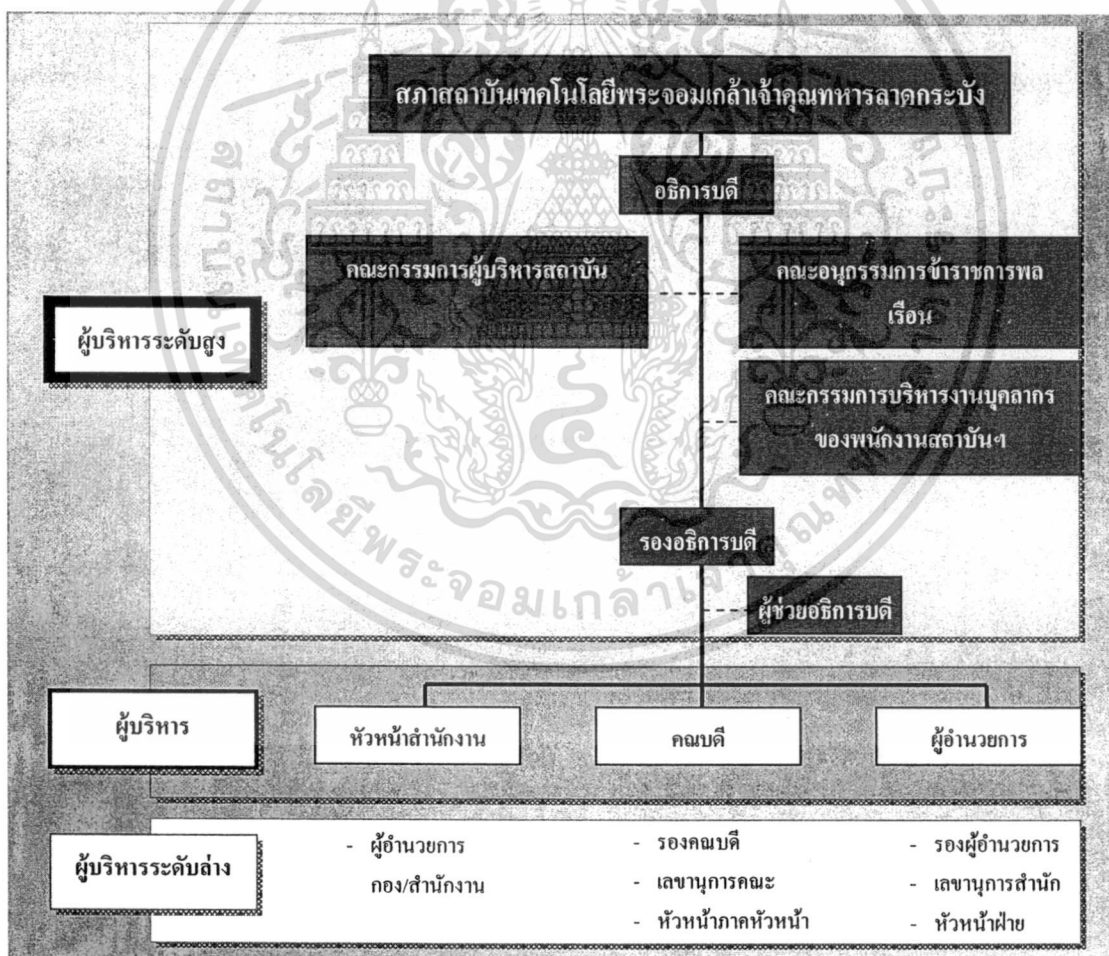 สภาสถาบันเทคโนโลยีพระจอมเกล้าเจ้าคุณทหารลาดกระบัง
อธิการบดี
คณะกรรมการผู้บริหารสถาบัน
คณะอนุกรรมการข้าราชการพล
เรือน
ผู้บริหารระดับสูง
คณะกรรมการบริหารงานบุคลากร
ของพนักงานสถาบันฯ
รองอธิการบดี
ผู้ช่วยอธิการบดี
ผู้บริหาร
หัวหน้าสำนักงาน
คณบดี
ผู้อำนวยการ
ผู้บริหารระดับล่าง
- ผู้อำนวยการ
กอง/สำนักงาน
- รองคณบดี
- เลขานุการคณะ
- หัวหน้าภาคหัวหน้า
- รองผู้อำนวยการ
- เลขานุการสำนัก
- หัวหน้าฝ่าย